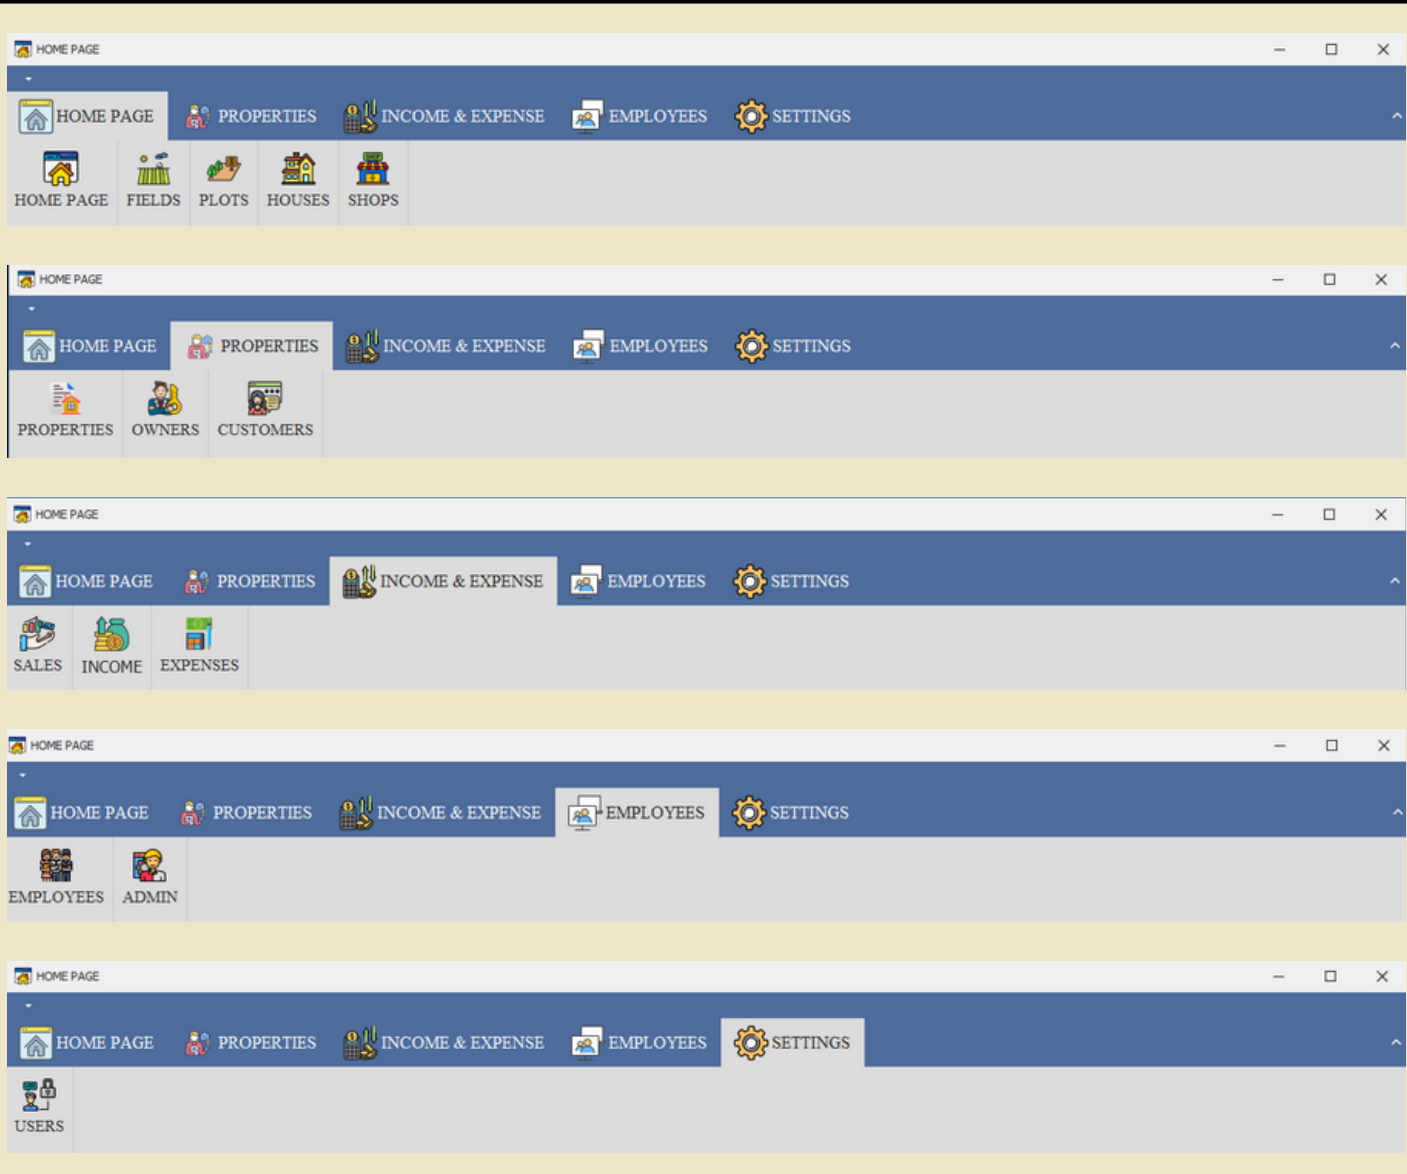 HOME PAGE
HOME PAGE PROPERTIES INCOME & EXPENSE EMPLOYEES SETTINGS
HOME PAGE FIELDS PLOTS HOUSES SHOPS
HOME PAGE
HOME PAGE PROPERTIES INCOME & EXPENSE EMPLOYEES SETTINGS
PROPERTIES OWNERS CUSTOMERS
HOME PAGE
HOME PAGE PROPERTIES INCOME & EXPENSE EMPLOYEES SETTINGS
SALES INCOME EXPENSES
HOME PAGE
HOME PAGE PROPERTIES INCOME & EXPENSE EMPLOYEES SETTINGS
EMPLOYEES ADMIN
HOME PAGE
HOME PAGE PROPERTIES INCOME & EXPENSE EMPLOYEES SETTINGS
USERS